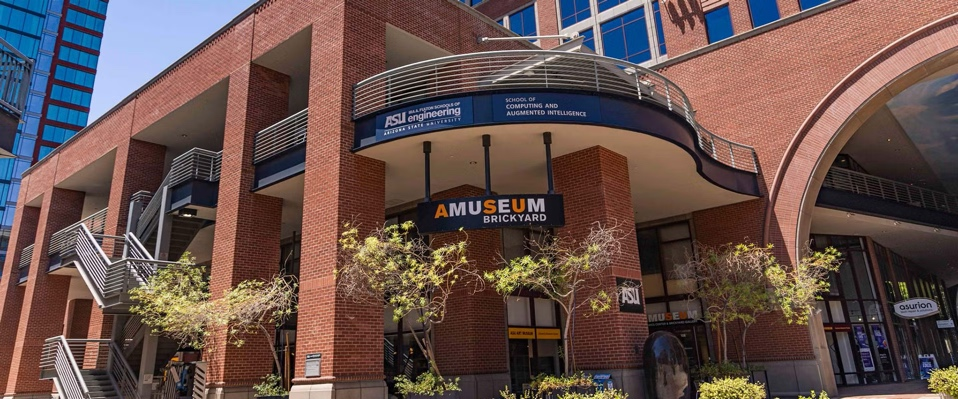 ASU IRA A. FULTON SCHOOLS OF
engineering
ARIZONA STATE UNIVERSITY
SCHOOL OF
COMPUTING AND
AUGMENTED INTELLIGENCE
AMUSEUM
BRICKYARD
ASU
AMUSEUM
asurion